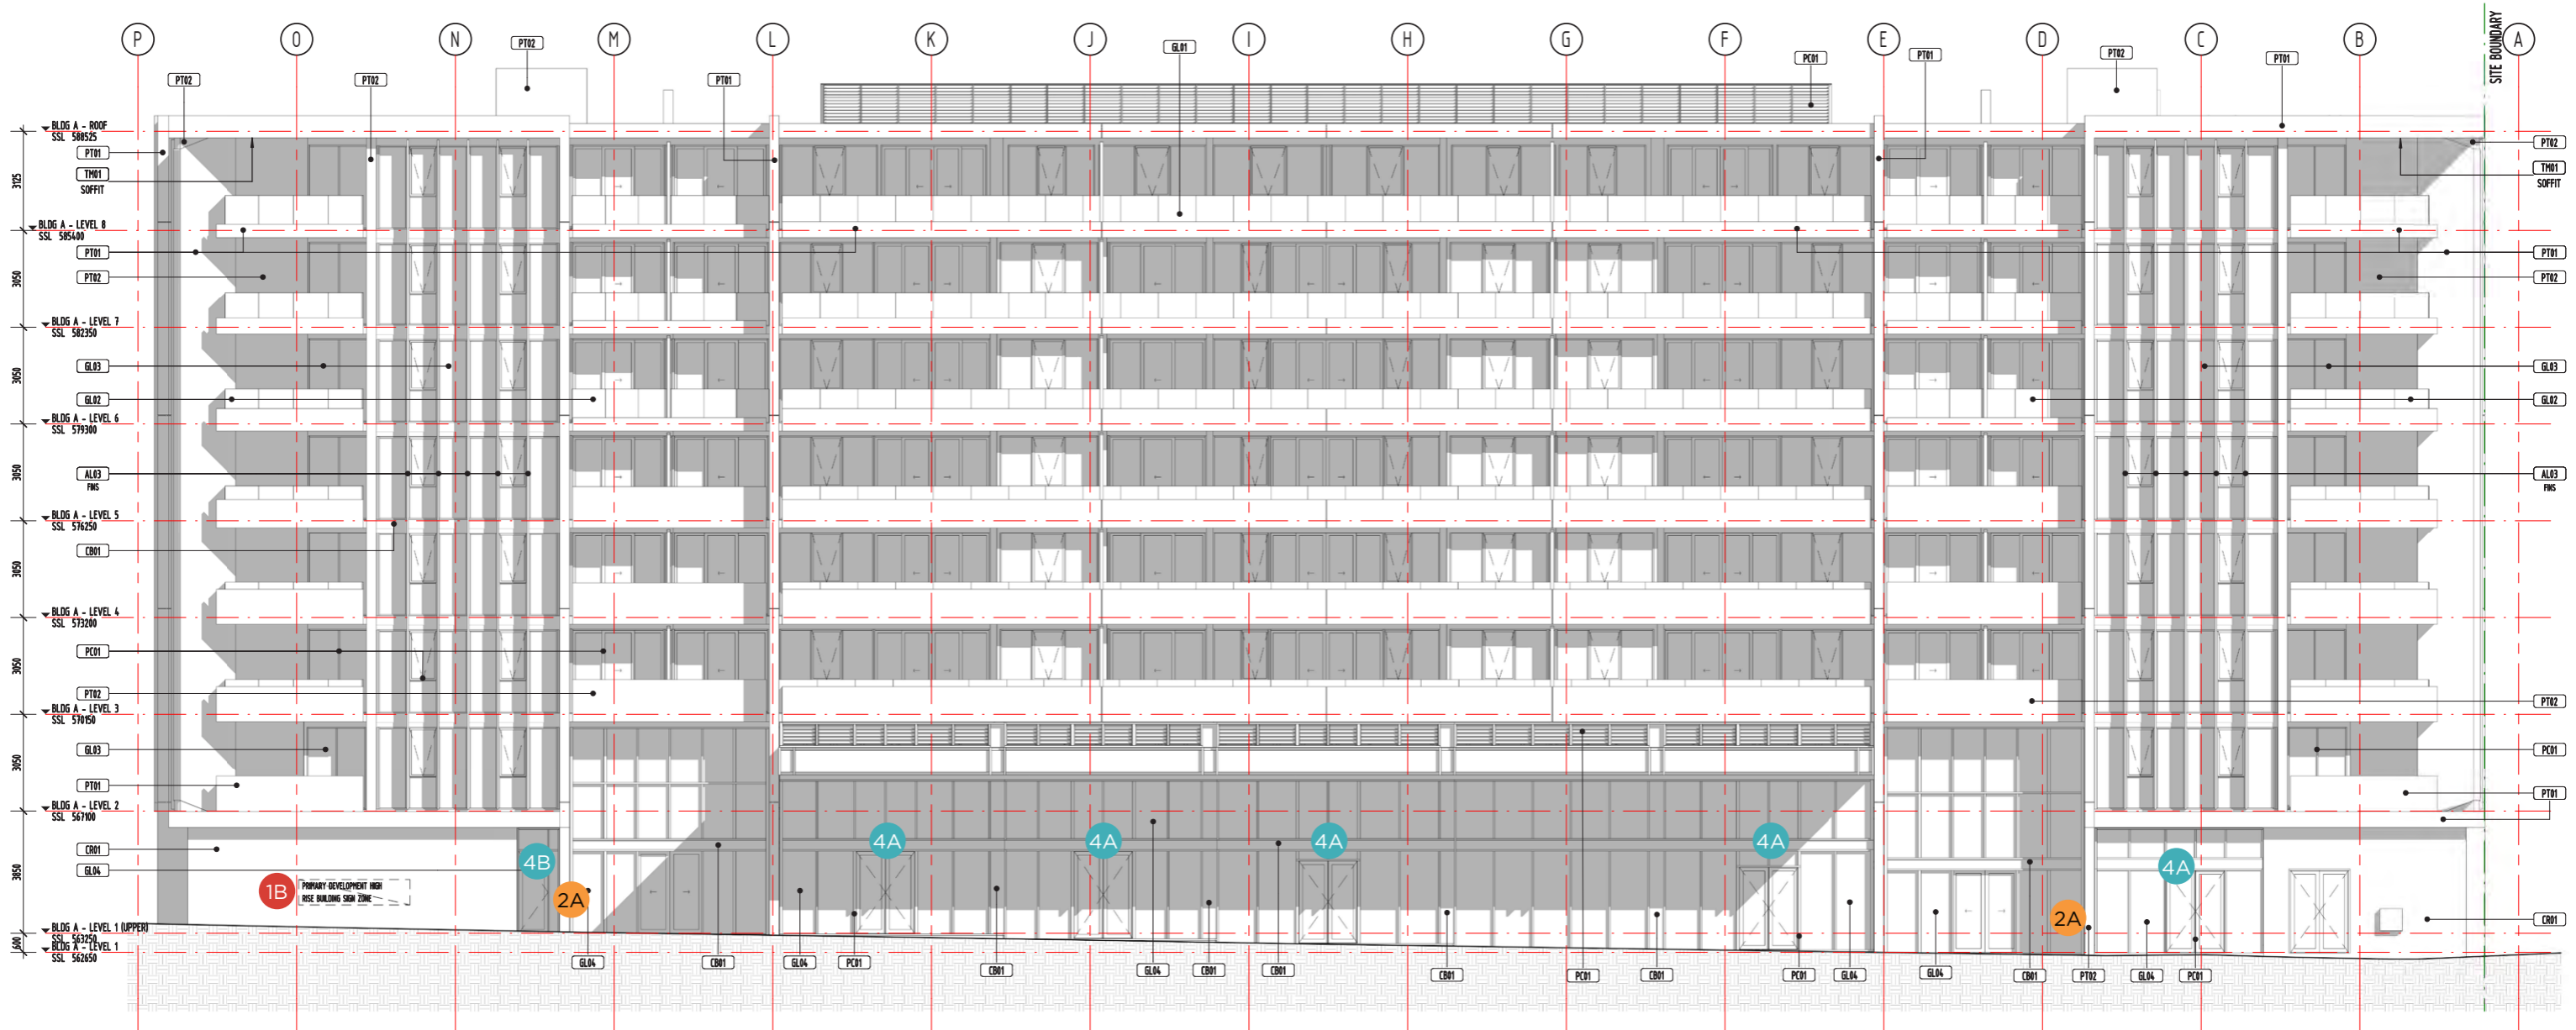 P O N M L K J I H G F E D C B A
SITE BOUNDARY
PT02 GL01 PC01 PT01 PT02 PT01
PT02 PT02 PT01
BLDG A - ROOF
SSL 588525
PT01
TM01
SOFFIT
3125
BLDG A - LEVEL 8
SSL 585400
PT01
PT02
3050
BLDG A - LEVEL 7
SSL 582350
GL03
3050
GL02
BLDG A - LEVEL 6
SSL 579300
AL03
FINS
3050
BLDG A - LEVEL 5
SSL 576250
CB01
3050
BLDG A - LEVEL 4
SSL 573200
PC01
3050
PT02
BLDG A - LEVEL 3
SSL 570150
GL03
3050
PT01
BLDG A - LEVEL 2
SSL 567100
CR01
3850
GL04
BLDG A - LEVEL 1 (UPPER)
SSL 563250
600
BLDG A - LEVEL 1
SSL 562650
PT02
TM01
SOFFIT
PT01
PT02
GL03
GL02
AL03
FINS
PT02
PC01
PT01
CR01
4B 4A 4A 4A 4A 4A
1B
PRIMARY DEVELOPMENT HIGH
RISE BUILDING SIGN ZONE
2A 2A
GL04 CB01 GL04 PC01 CB01 GL04 CB01 CB01 CB01 PC01 CB01 PC01 GL04 GL04 CB01 PT02 GL04 PC01